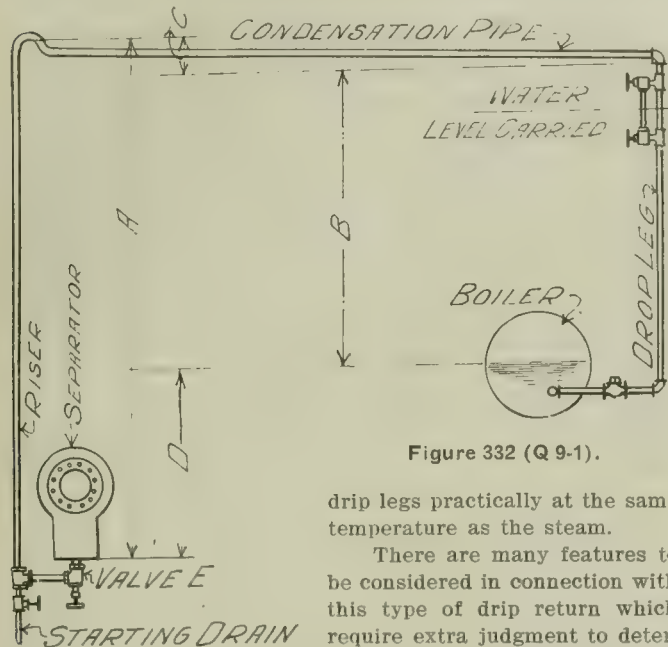 C
CONDENSATION PIPE
WATER
LEVEL CARRIED
A
B
DROP LEG
BOILER
SEPARATOR
RISER
D
Figure 332 (Q 9-1).
drip legs practically at the sam
temperature as the steam.
There are many features t
be considered in connection with
this type of drip return which
require extra judgment to deter
VALVE E
STARTING DRAIN